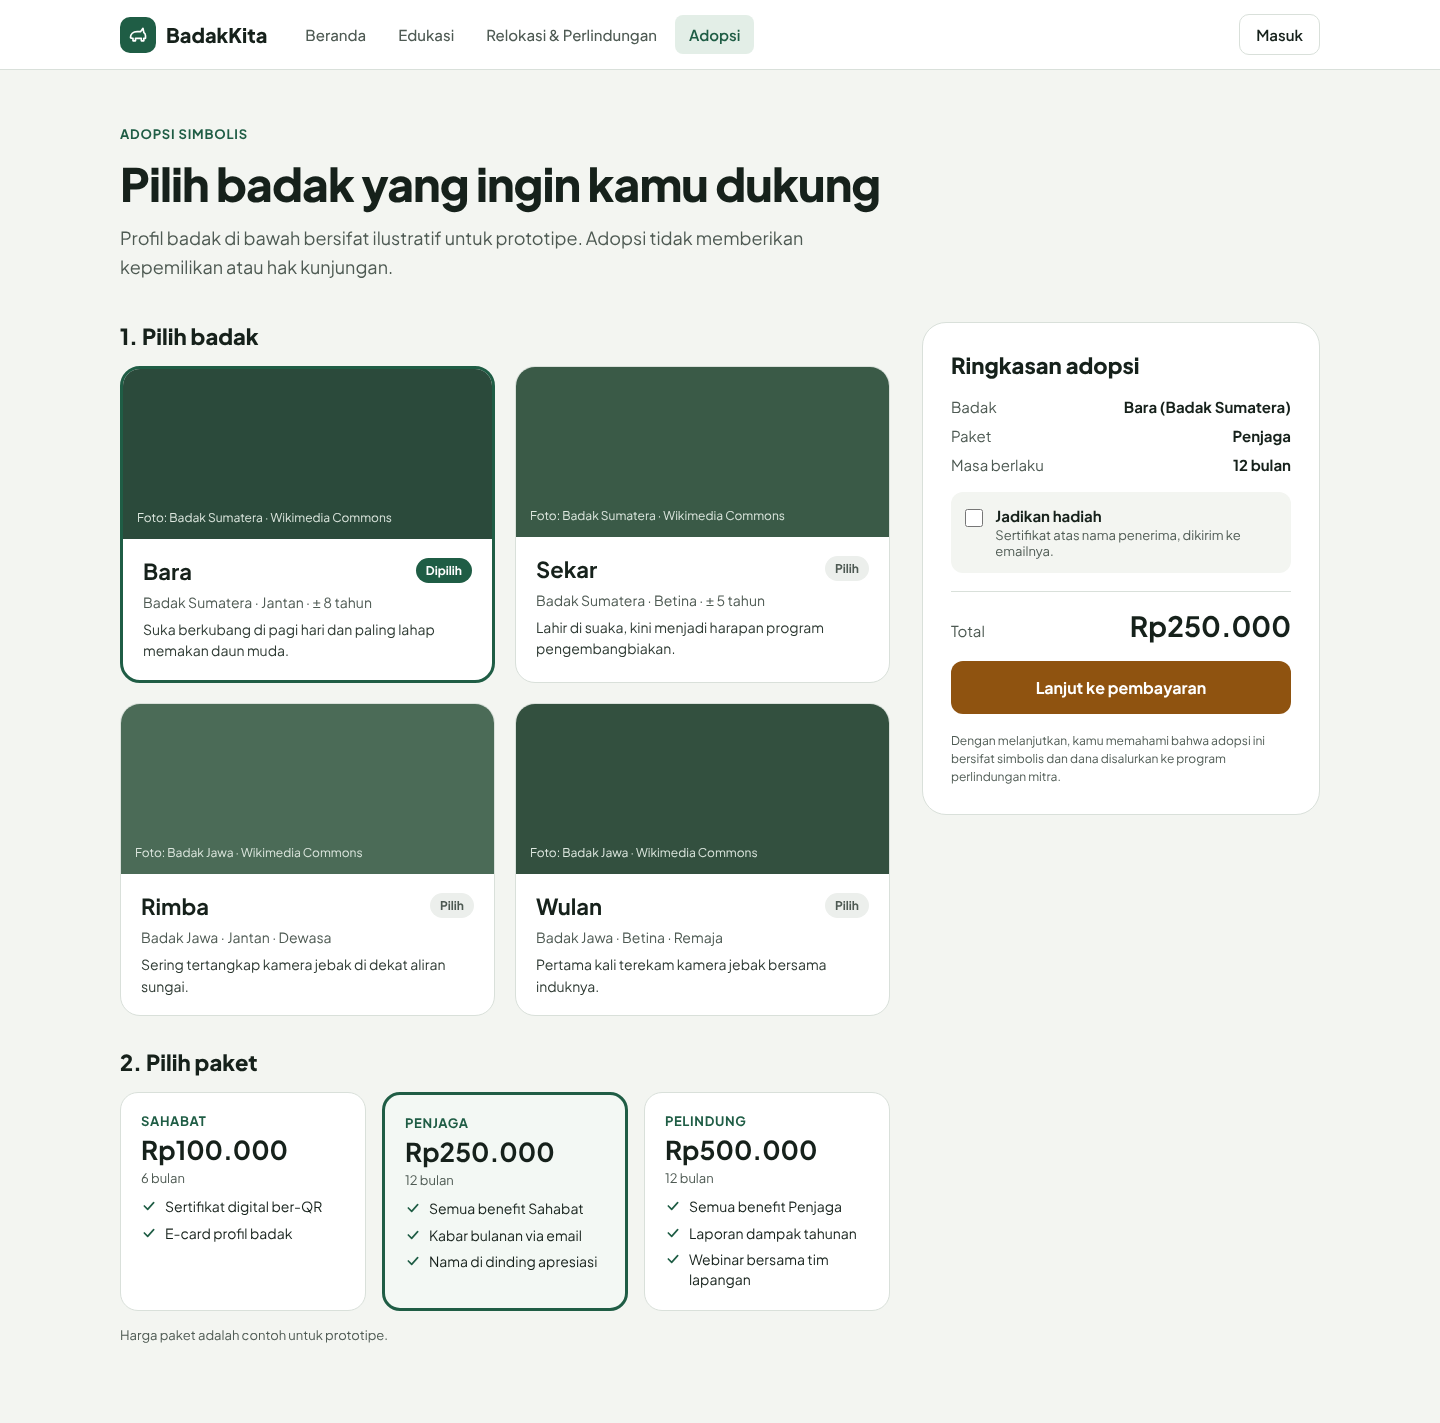 BadakKita
Beranda
Edukasi
Relokasi & Perlindungan
Adopsi
Masuk
ADOPSI SIMBOLIS
Pilih badak yang ingin kamu dukung
Profil badak di bawah bersifat ilustratif untuk prototipe. Adopsi tidak memberikan
kepemilikan atau hak kunjungan.
1. Pilih badak
Foto: Badak Sumatera · Wikimedia Commons
Bara
Dipilih
Badak Sumatera · Jantan · ± 8 tahun
Suka berkubang di pagi hari dan paling lahap
memakan daun muda.
Foto: Badak Sumatera · Wikimedia Commons
Sekar
Pilih
Badak Sumatera · Betina · ± 5 tahun
Lahir di suaka, kini menjadi harapan program
pengembangbiakan.
Foto: Badak Jawa · Wikimedia Commons
Rimba
Pilih
Badak Jawa · Jantan · Dewasa
Sering tertangkap kamera jebak di dekat aliran
sungai.
Foto: Badak Jawa · Wikimedia Commons
Wulan
Pilih
Badak Jawa · Betina · Remaja
Pertama kali terekam kamera jebak bersama
induknya.
2. Pilih paket
SAHABAT
Rp100.000
6 bulan
Sertifikat digital ber-QR
E-card profil badak
PENJAGA
Rp250.000
12 bulan
Semua benefit Sahabat
Kabar bulanan via email
Nama di dinding apresiasi
PELINDUNG
Rp500.000
12 bulan
Semua benefit Penjaga
Laporan dampak tahunan
Webinar bersama tim
lapangan
Harga paket adalah contoh untuk prototipe.
Ringkasan adopsi
Badak
Bara (Badak Sumatera)
Paket
Penjaga
Masa berlaku
12 bulan
Jadikan hadiah
Sertifikat atas nama penerima, dikirim ke
emailnya.
Total
Rp250.000
Lanjut ke pembayaran
Dengan melanjutkan, kamu memahami bahwa adopsi ini
bersifat simbolis dan dana disalurkan ke program
perlindungan mitra.